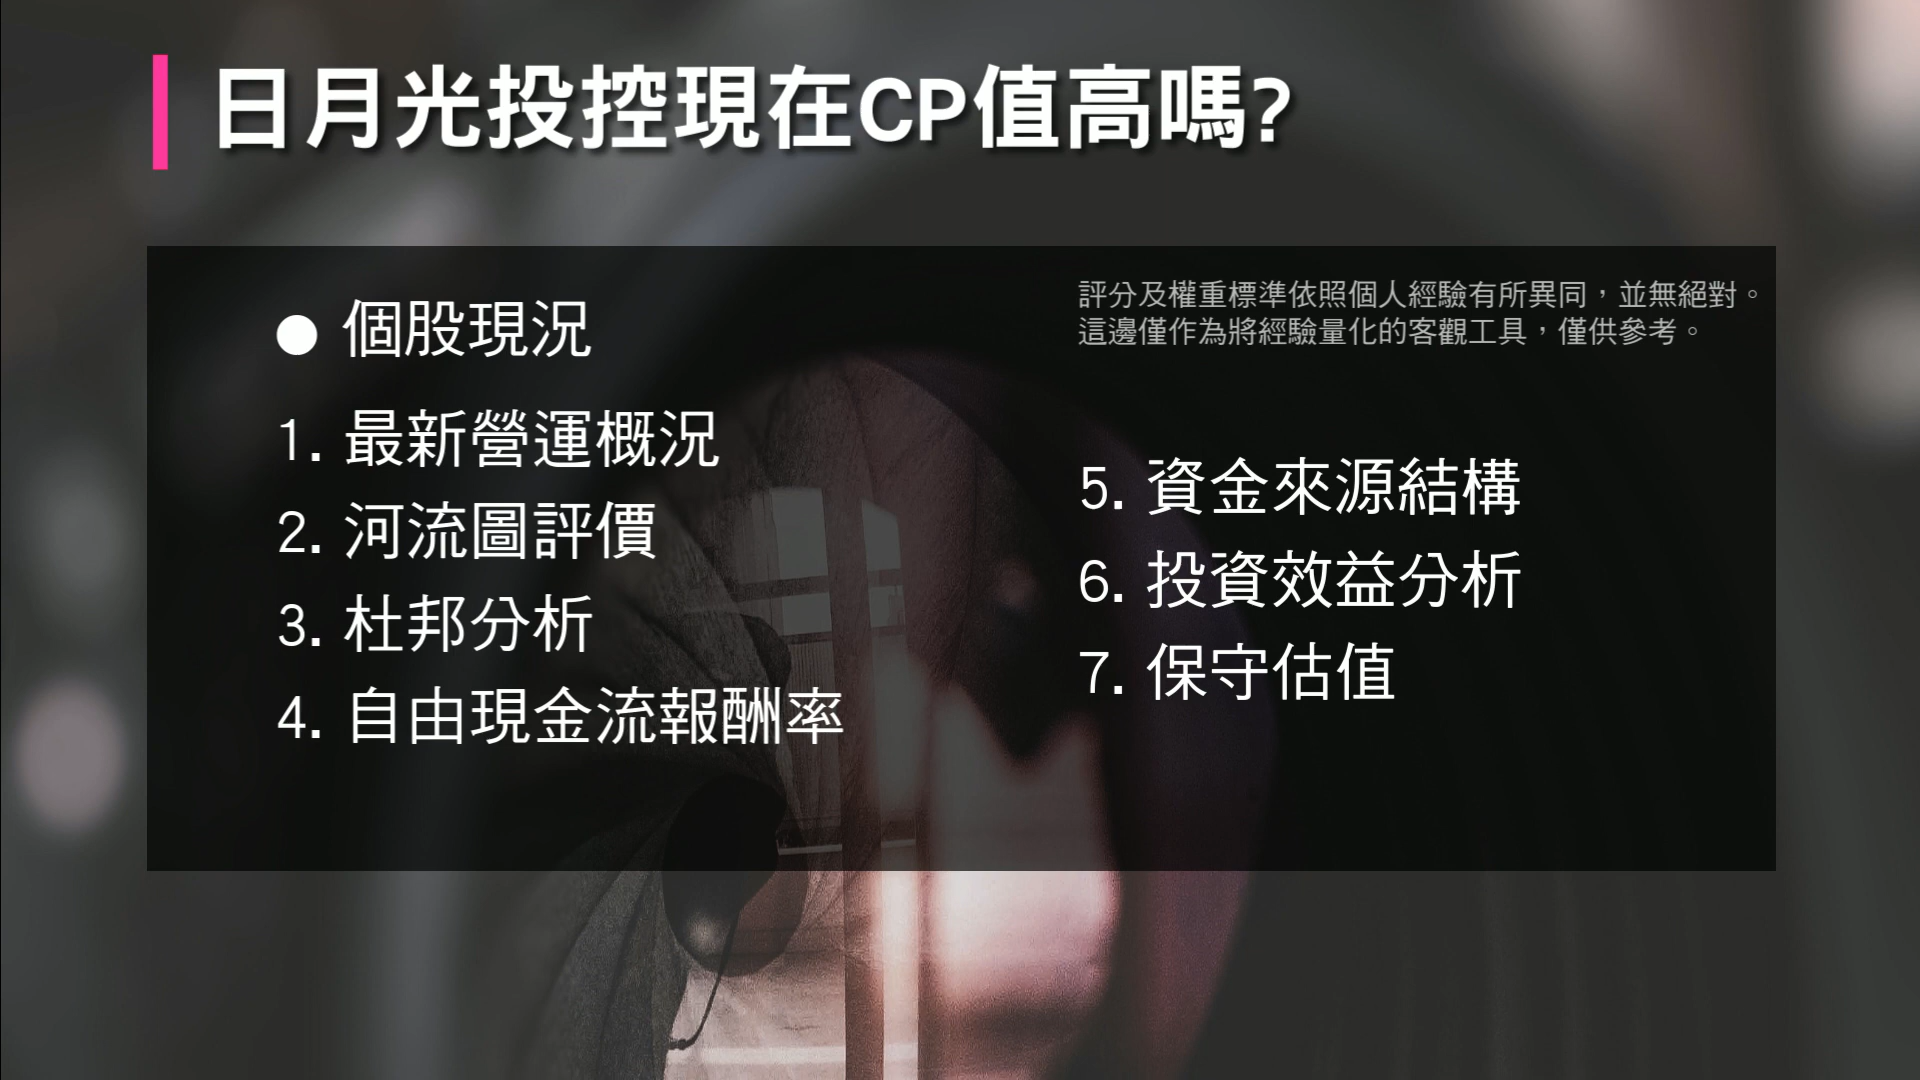 日月光投控現在CP值高嗎?
評分及權重標準依照個人經驗有所異同，並無絕對。
這邊僅作為將經驗量化的客觀工具，僅供參考。
● 個股現況
1. 最新營運概況
2. 河流圖評價
3. 杜邦分析
4. 自由現金流報酬率
5. 資金來源結構
6. 投資效益分析
7. 保守估值